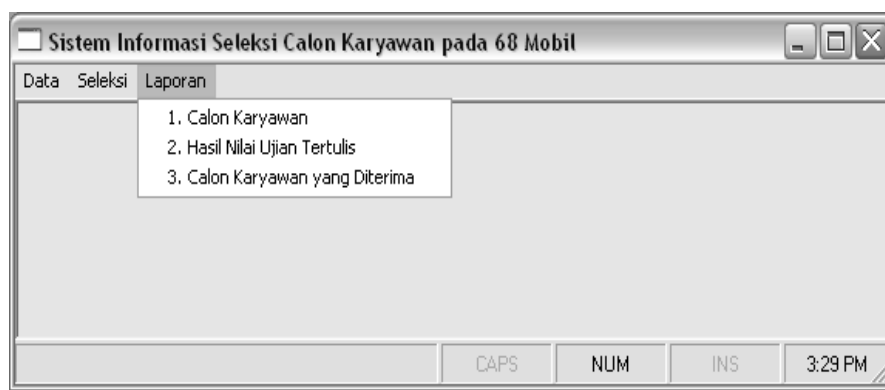 Sistem Informasi Seleksi Calon Karyawan pada 68 Mobil
Data Seleksi Laporan
1. Calon Karyawan
2. Hasil Nilai Ujian Tertulis
3. Calon Karyawan yang Diterima
CAPS NUM INS 3:29 PM